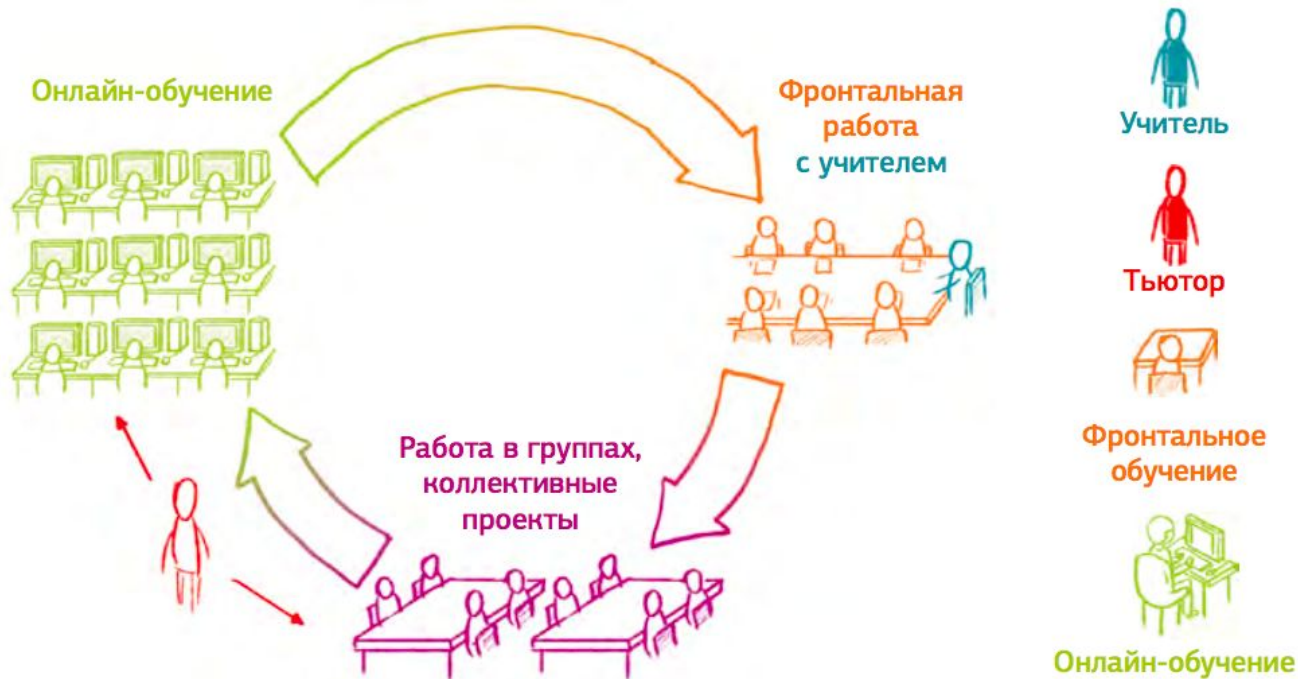 Онлайн-обучение
Фронтальная
работа
с учителем
Работа в группах,
коллективные
проекты
Учитель
Тьютор
Фронтальное
обучение
Онлайн-обучение